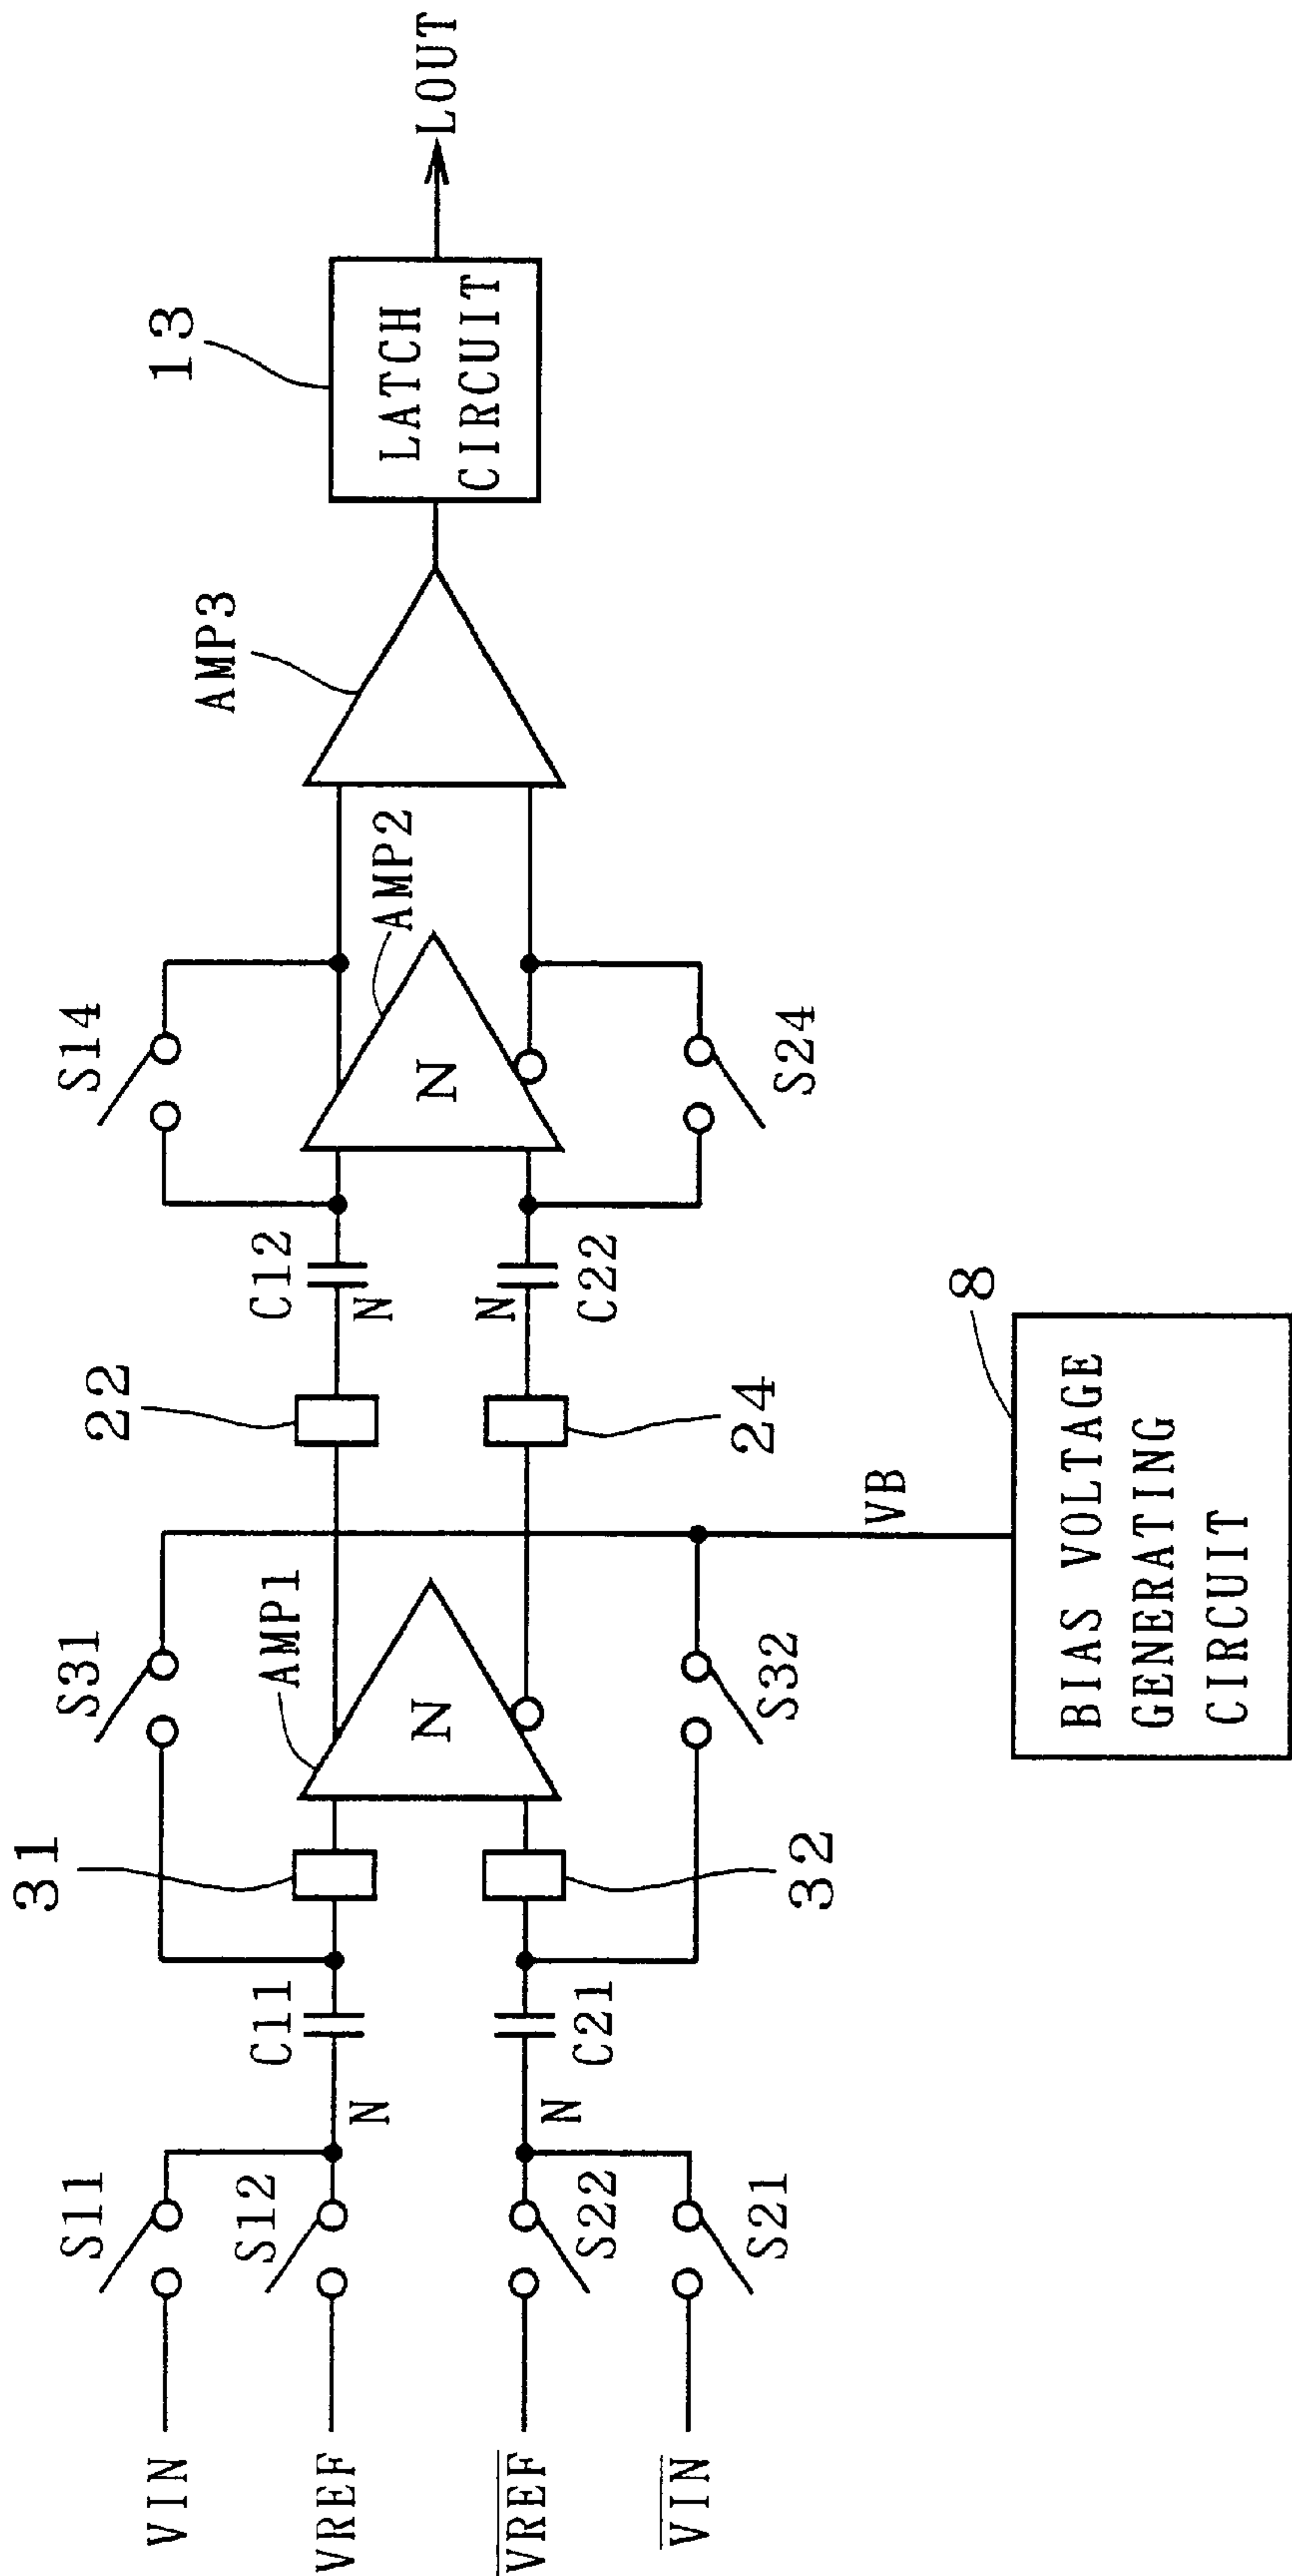 VIN
VREF
VREF
VIN
S11
S12
S22
S21
N
N
C11
C21
31
32
S31
S32
AMP1
N
VB
8
BIAS VOLTAGE
GENERATING
CIRCUIT
22
24
C12
N
N
C22
S14
S24
N
AMP2
AMP3
13
LATCH
CIRCUIT
LOUT